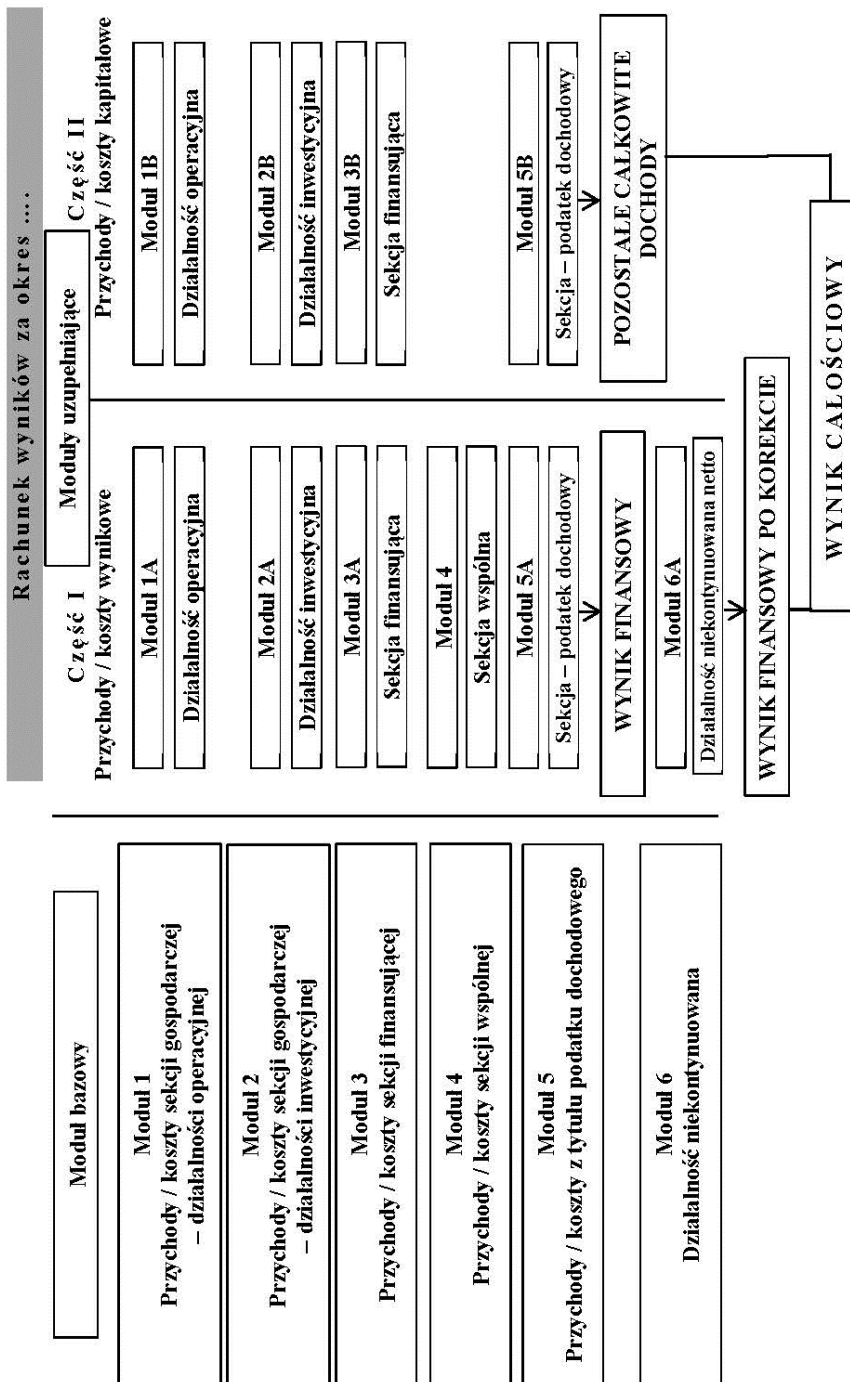 Rachunek wyników za okres ….
Moduł bazowy
Moduły uzupełniające
Część I
Przychody / koszty wynikowe
Część II
Przychody / koszty kapitałowe
Moduł 1
Przychody / koszty sekcji gospodarczej
– działalności operacyjnej
Moduł 1A
Działalność operacyjna
Moduł 1B
Działalność operacyjna
Moduł 2
Przychody / koszty sekcji gospodarczej
– działalności inwestycyjnej
Moduł 2A
Działalność inwestycyjna
Moduł 2B
Działalność inwestycyjna
Moduł 3
Przychody / koszty sekcji finansującej
Moduł 3A
Sekcja finansująca
Moduł 3B
Sekcja finansująca
Moduł 4
Przychody / koszty sekcji wspólnej
Moduł 4
Sekcja wspólna
Moduł 5
Przychody / koszty z tytułu podatku dochodowego
Moduł 5A
Sekcja – podatek dochodowy
Moduł 5B
Sekcja – podatek dochodowy
WYNIK FINANSOWY
POZOSTAŁE CAŁKOWITE
DOCHODY
Moduł 6
Działalność niekontynuowana
Moduł 6A
Działalność niekontynuowana netto
WYNIK FINANSOWY PO KOREKCIE
WYNIK CAŁOŚCIOWY